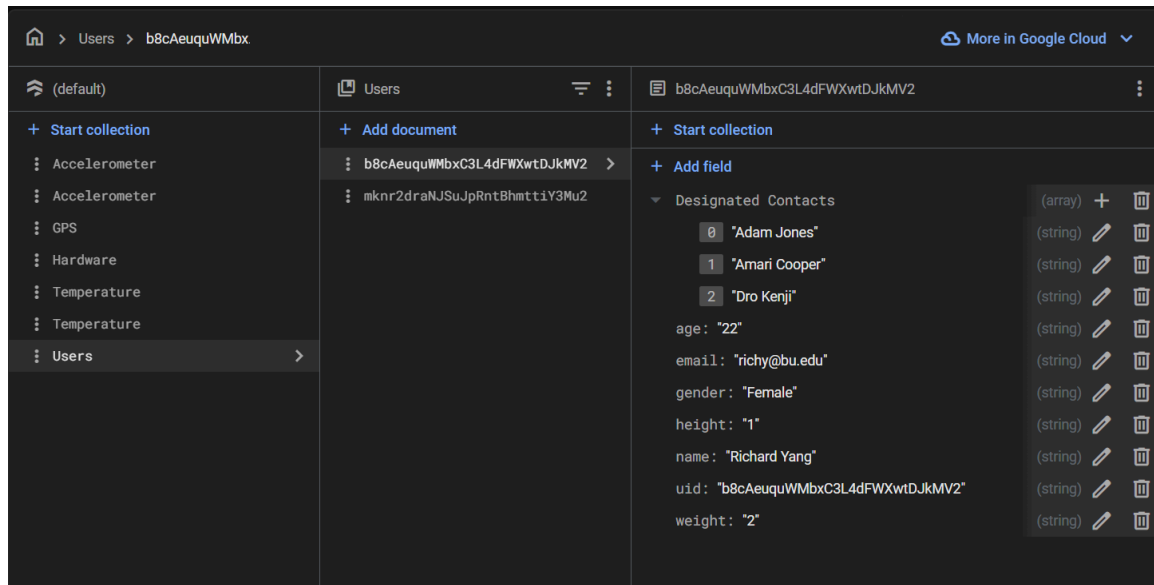 > Users > b8cAeuquWMbx.
More in Google Cloud
(default)
Users
b8cAeuquWMbxC3L4dFWXwtDJkMV2
+ Start collection
+ Add document
+ Start collection
Accelerometer
Accelerometer
GPS
Hardware
Temperature
Temperature
Users
b8cAeuquWMbxC3L4dFWXwtDJkMV2
mknr2draNJSuJpRntBhmttiY3Mu2
+ Add field
Designated Contacts (array)
0 "Adam Jones" (string)
1 "Amari Cooper" (string)
2 "Dro Kenji" (string)
age: "22" (string)
email: "richy@bu.edu" (string)
gender: "Female" (string)
height: "1" (string)
name: "Richard Yang" (string)
uid: "b8cAeuquWMbxC3L4dFWXwtDJkMV2" (string)
weight: "2" (string)